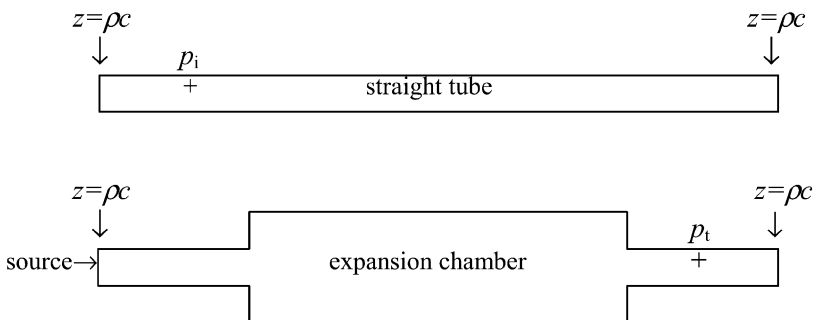 z=ρc z=ρc
p_i
+ straight tube
z=ρc z=ρc
p_t
source→ expansion chamber +